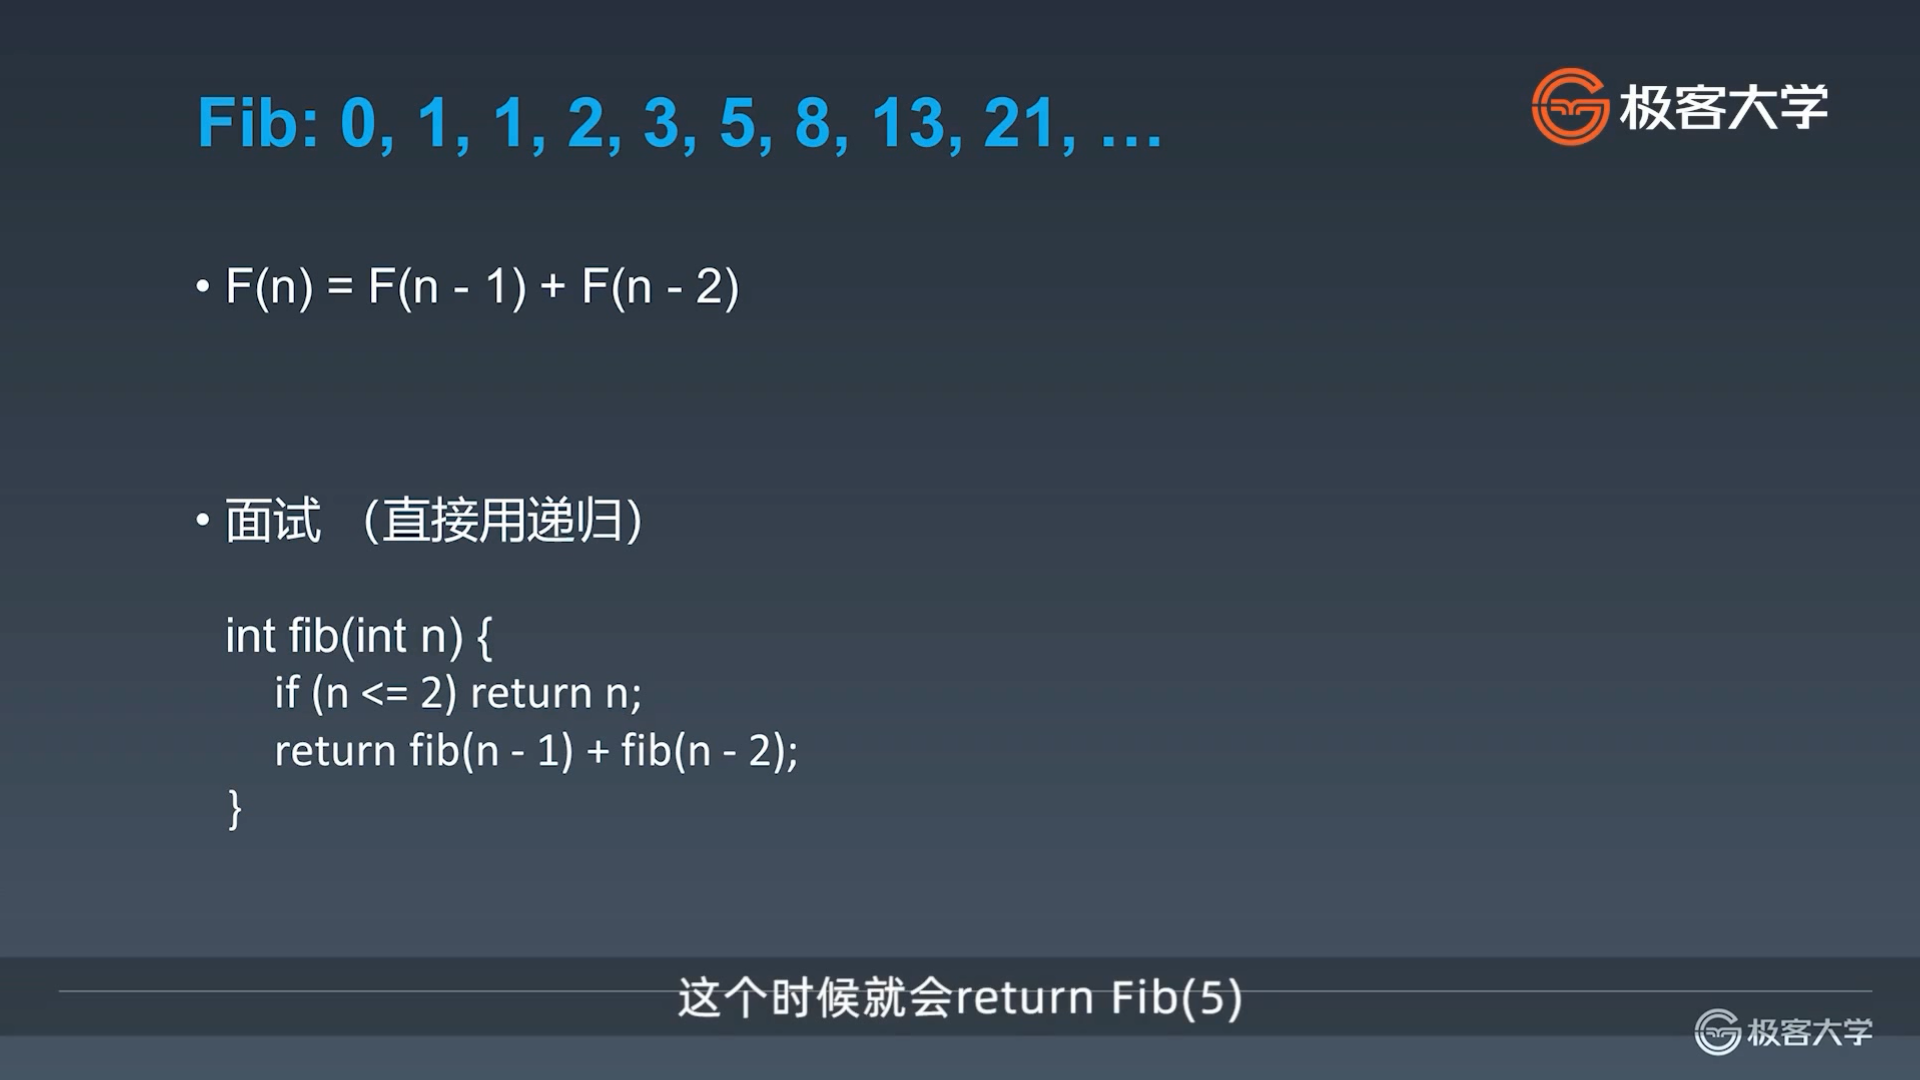 Fib: 0, 1, 1, 2, 3, 5, 8, 13, 21, …
极客大学
• F(n) = F(n - 1) + F(n - 2)
• 面试 （直接用递归）
int fib(int n) {
if (n <= 2) return n;
return fib(n - 1) + fib(n - 2);
}
这个时候就会return Fib(5)
极客大学